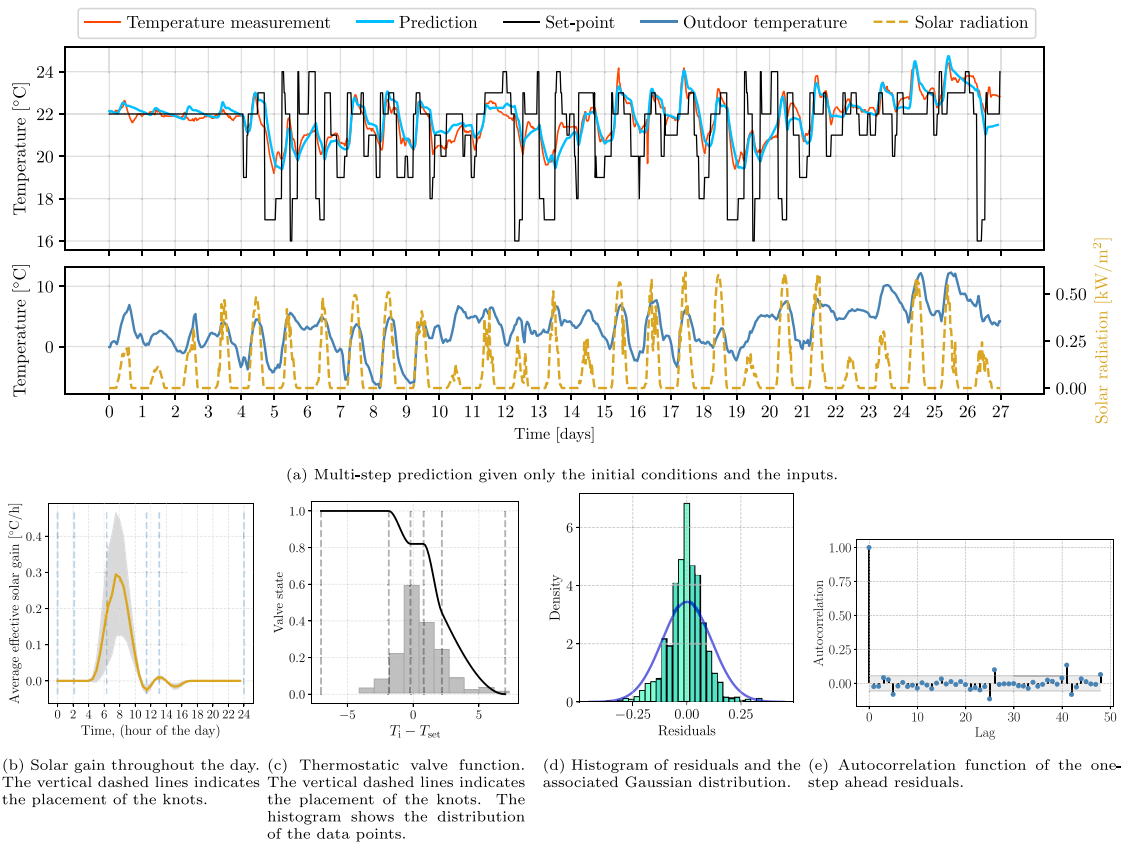 Temperature measurement Prediction Set-point Outdoor temperature Solar radiation
Temperature [°C]
24
22
20
18
16
Temperature [°C]
10
0
Solar radiation [kW/m²]
0.50
0.25
0.00
0 1 2 3 4 5 6 7 8 9 10 11 12 13 14 15 16 17 18 19 20 21 22 23 24 25 26 27
Time [days]
(a) Multi-step prediction given only the initial conditions and the inputs.
Average effective solar gain [°C/h]
0.4
0.3
0.2
0.1
0.0
0 2 4 6 8 10 12 14 16 18 20 22 24
Time, (hour of the day)
(b) Solar gain throughout the day.
The vertical dashed lines indicates
the placement of the knots.
Valve state
1.0
0.8
0.6
0.4
0.2
0.0
−5 0 5
Tᵢ − Tₛₑₜ
(c) Thermostatic valve function.
The vertical dashed lines indicates
the placement of the knots. The
histogram shows the distribution
of the data points.
Density
6
4
2
0
−0.25 0.00 0.25
Residuals
(d) Histogram of residuals and the
associated Gaussian distribution.
Autocorrelation
1.00
0.75
0.50
0.25
0.00
0 10 20 30 40 50
Lag
(e) Autocorrelation function of the one-
step ahead residuals.